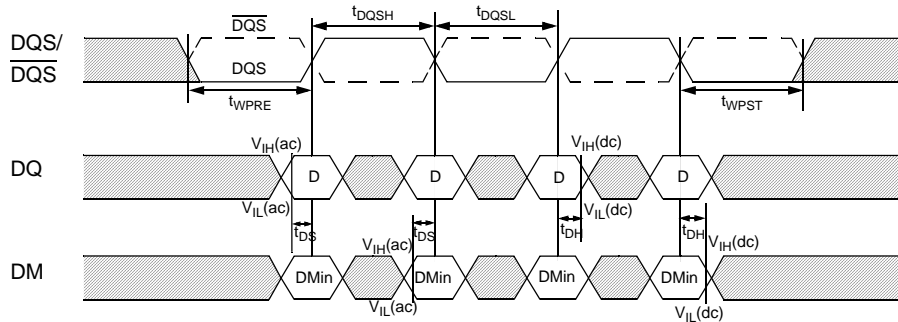 DQS tDQSH tDQSL
DQS/
DQS
DQS
tWPRE tWPST
VIH(ac) VIH(dc)
DQ D D D D
VIL(ac) VIL(dc)
tDS tDS tDH tDH
VIH(ac) VIH(dc)
DM DMin DMin DMin DMin
VIL(ac) VIL(dc)